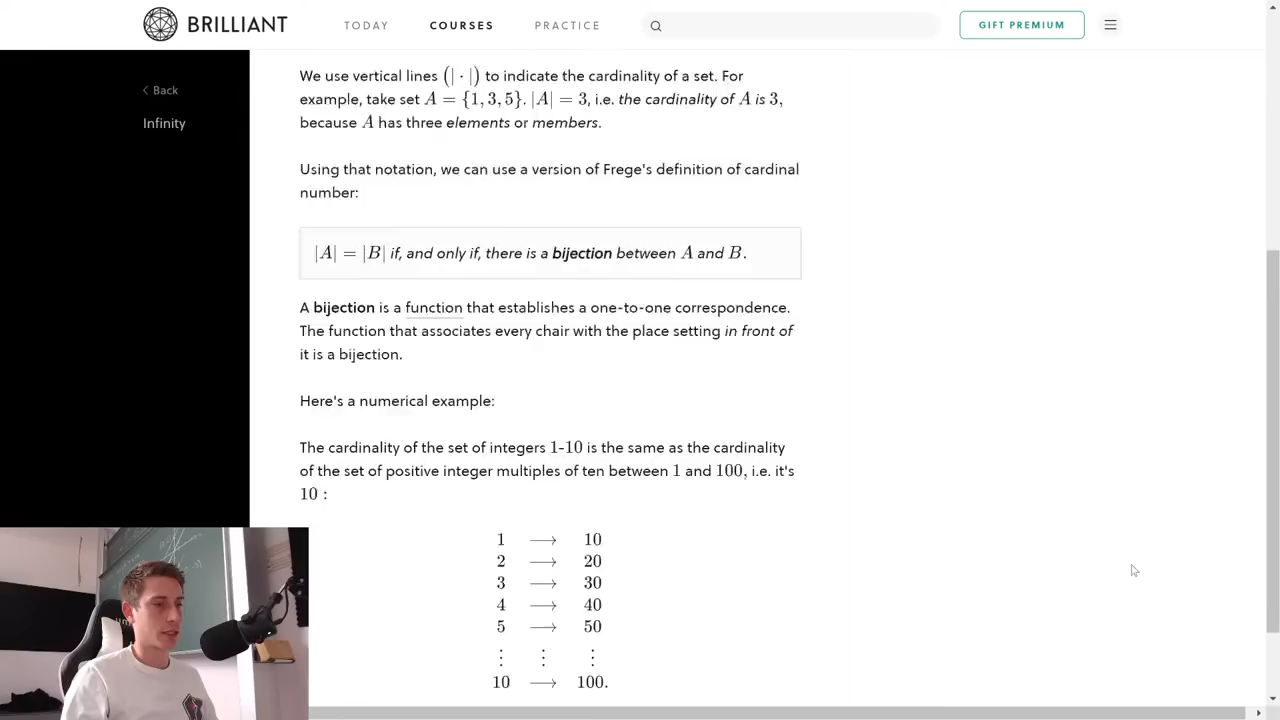 BRILLIANT
TODAY
COURSES
PRACTICE
GIFT PREMIUM
Back
Infinity
We use vertical lines (| · |) to indicate the cardinality of a set. For
example, take set A = {1, 3, 5}. |A| = 3, i.e. the cardinality of A is 3,
because A has three elements or members.
Using that notation, we can use a version of Frege's definition of cardinal
number:
|A| = |B| if, and only if, there is a bijection between A and B.
A bijection is a function that establishes a one-to-one correspondence.
The function that associates every chair with the place setting in front of
it is a bijection.
Here's a numerical example:
The cardinality of the set of integers 1-10 is the same as the cardinality
of the set of positive integer multiples of ten between 1 and 100, i.e. it's
10 :
1 ⟶ 10
2 ⟶ 20
3 ⟶ 30
4 ⟶ 40
5 ⟶ 50
⋮ ⋮ ⋮
10 ⟶ 100.